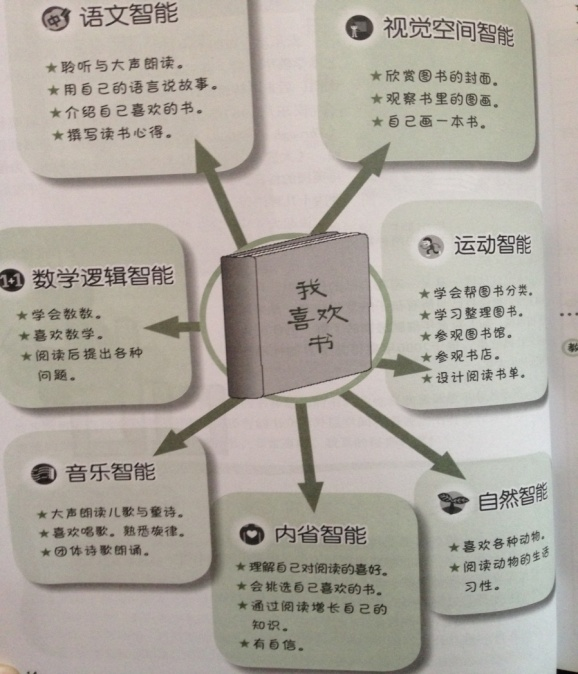 语文智能
★聆听与大声朗读。
★用自己的语言说故事。
★介绍自己喜欢的书。
★撰写读书心得。
视觉空间智能
★欣赏图书的封面。
★观察书里的图画。
★自己画一本书。
1+1 数学逻辑智能
★学会数数。
★喜欢数学。
★阅读后提出各种
问题。
我
喜欢
书
运动智能
★学会帮图书分类。
★学习整理图书。
★参观图书馆。
★参观书店。
★设计阅读书单。
音乐智能
★大声朗读儿歌与童诗。
★喜欢唱歌。熟悉旋律。
★团体诗歌朗诵。
内省智能
★理解自己对阅读的喜好。
★会挑选自己喜欢的书。
★通过阅读增长自己的
知识。
★有自信。
自然智能
★喜欢各种动物。
★阅读动物的生活
习性。